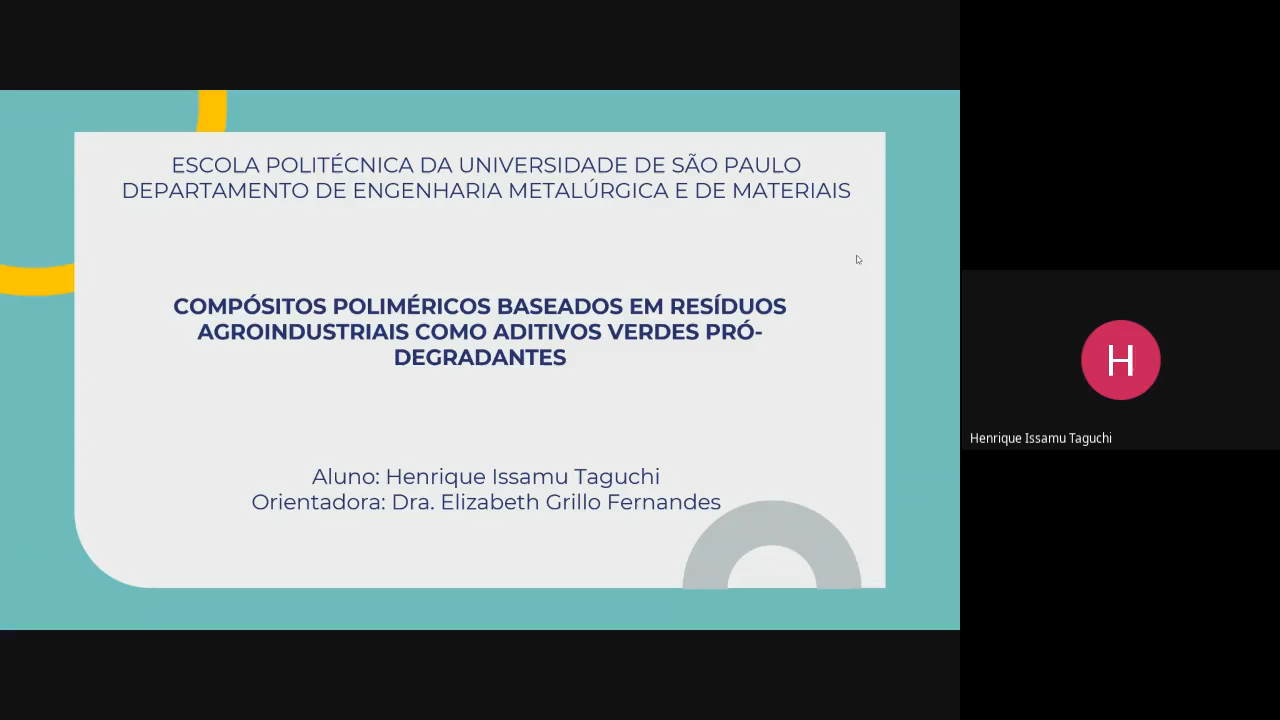 ESCOLA POLITÉCNICA DA UNIVERSIDADE DE SÃO PAULO
DEPARTAMENTO DE ENGENHARIA METALÚRGICA E DE MATERIAIS
COMPÓSITOS POLIMÉRICOS BASEADOS EM RESÍDUOS
AGROINDUSTRIAIS COMO ADITIVOS VERDES PRÓ-
DEGRADANTES
Aluno: Henrique Issamu Taguchi
Orientadora: Dra. Elizabeth Grillo Fernandes
H
Henrique Issamu Taguchi